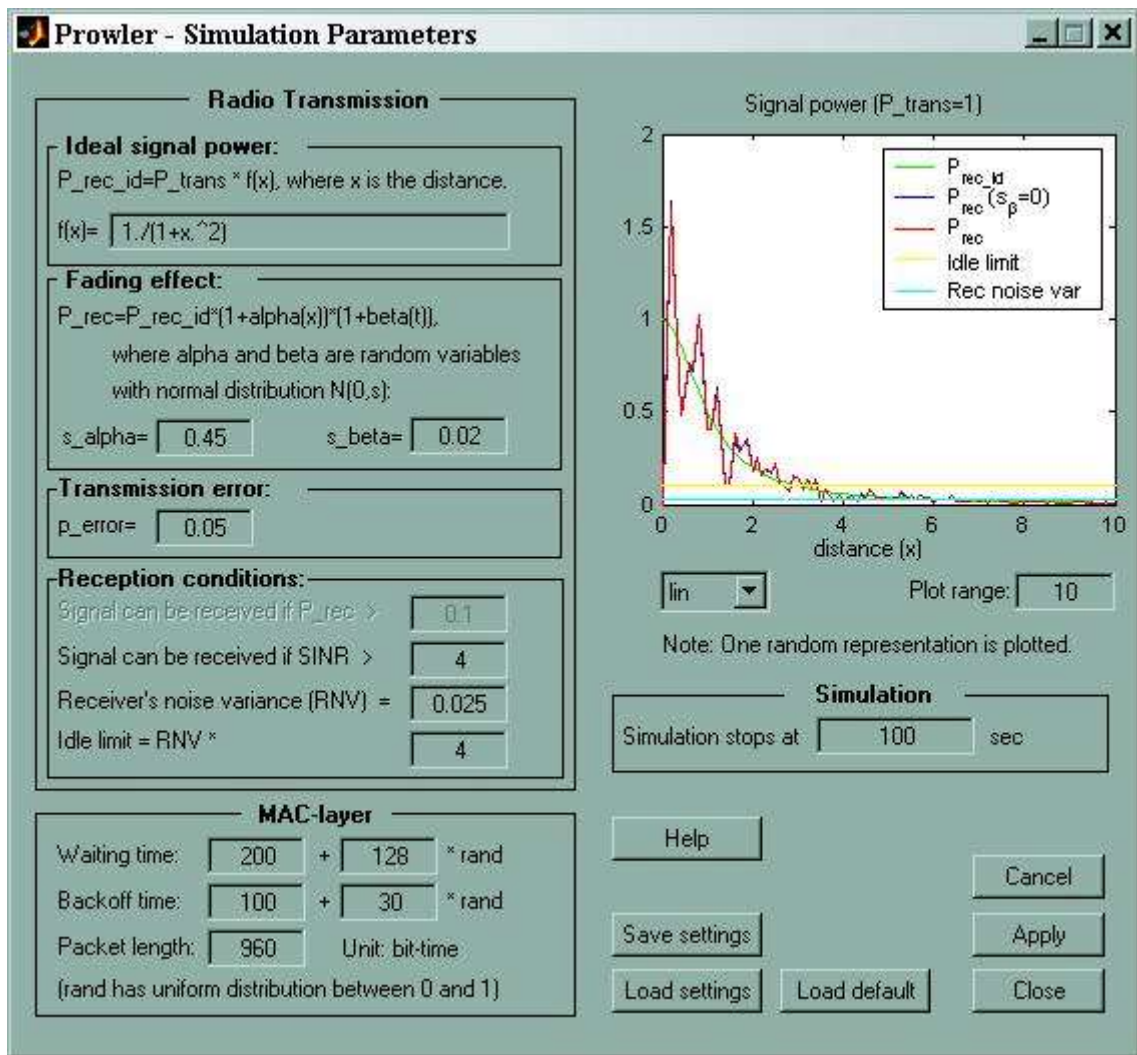 Prowler - Simulation Parameters
Radio Transmission
Ideal signal power:
P_rec_id=P_trans * f(x), where x is the distance.
f(x)= 1./(1+x.^2)
Fading effect:
P_rec=P_rec_id*(1+alpha(x))*(1+beta(t)),
where alpha and beta are random variables
with normal distribution N(0,s):
s_alpha= 0.45 s_beta= 0.02
Transmission error:
p_error= 0.05
Reception conditions:
Signal can be received if P_rec > 0.1
Signal can be received if SINR > 4
Receiver's noise variance (RNV) = 0.025
Idle limit = RNV * 4
MAC-layer
Waiting time: 200 + 128 * rand
Backoff time: 100 + 30 * rand
Packet length: 960 Unit: bit-time
(rand has uniform distribution between 0 and 1)
Signal power (P_trans=1)
2
1.5
1
0.5
0
P_rec_id
P_rec(s_β=0)
P_rec
Idle limit
Rec noise var
0 2 4 6 8 10
distance (x)
lin Plot range: 10
Note: One random representation is plotted.
Simulation
Simulation stops at 100 sec
Help
Cancel
Save settings Apply
Load settings Load default Close